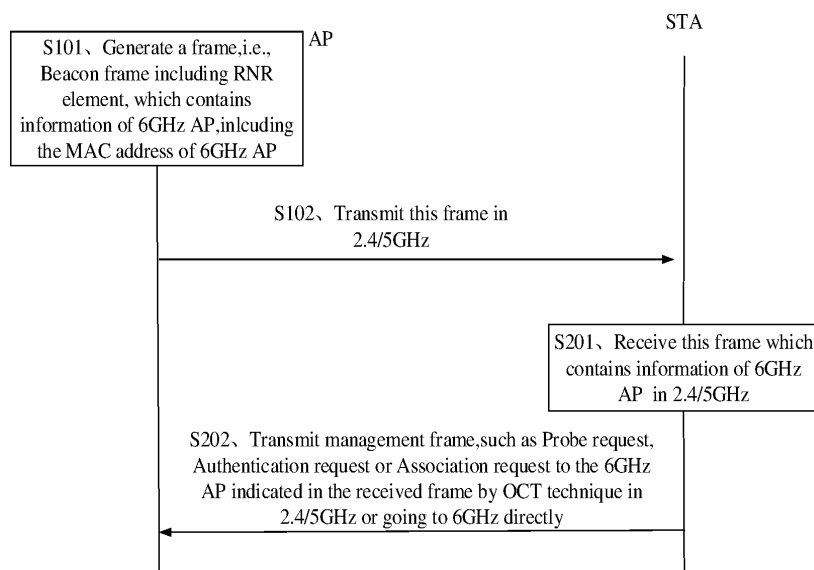 AP
STA
S101、Generate a frame,i.e.,
Beacon frame including RNR
element, which contains
information of 6GHz AP,inlcuding
the MAC address of 6GHz AP
S102、Transmit this frame in
2.4/5GHz
S201、Receive this frame which
contains information of 6GHz
AP in 2.4/5GHz
S202、Transmit management frame,such as Probe request,
Authentication request or Association request to the 6GHz
AP indicated in the received frame by OCT technique in
2.4/5GHz or going to 6GHz directly